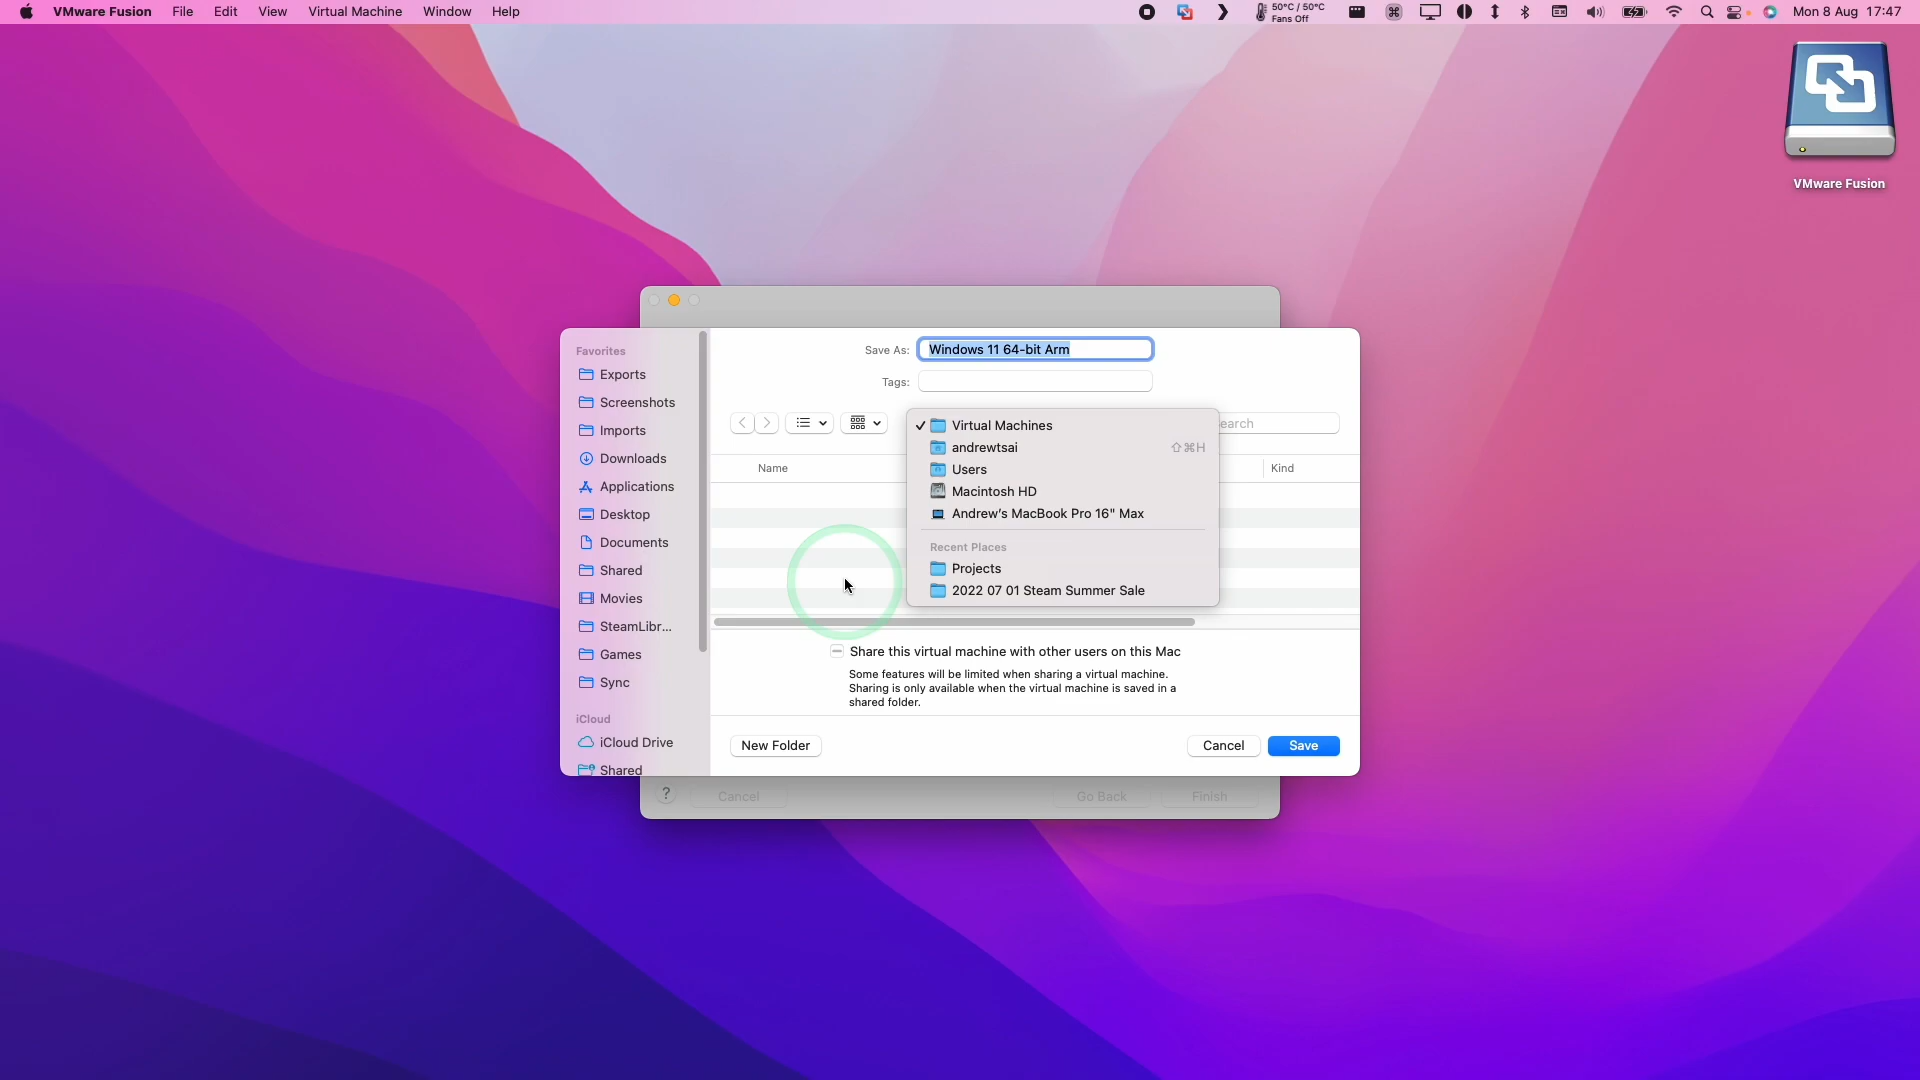 VMware Fusion File Edit View Virtual Machine Window Help 50°C / 50°C Mon 8 Aug 17:47
Fans Off
VMware Fusion
Favorites
Exports
Screenshots
Imports
Downloads
Applications
Desktop
Documents
Shared
Movies
SteamLibr...
Games
Sync
iCloud
iCloud Drive
Shared
Save As: Windows 11 64-bit Arm
Tags:
earch
Name Kind
Virtual Machines
andrewtsai ⇧⌘H
Users
Macintosh HD
Andrew's MacBook Pro 16" Max
Recent Places
Projects
2022 07 01 Steam Summer Sale
Share this virtual machine with other users on this Mac
Some features will be limited when sharing a virtual machine.
Sharing is only available when the virtual machine is saved in a
shared folder.
New Folder Cancel Save
? Cancel Go Back Finish